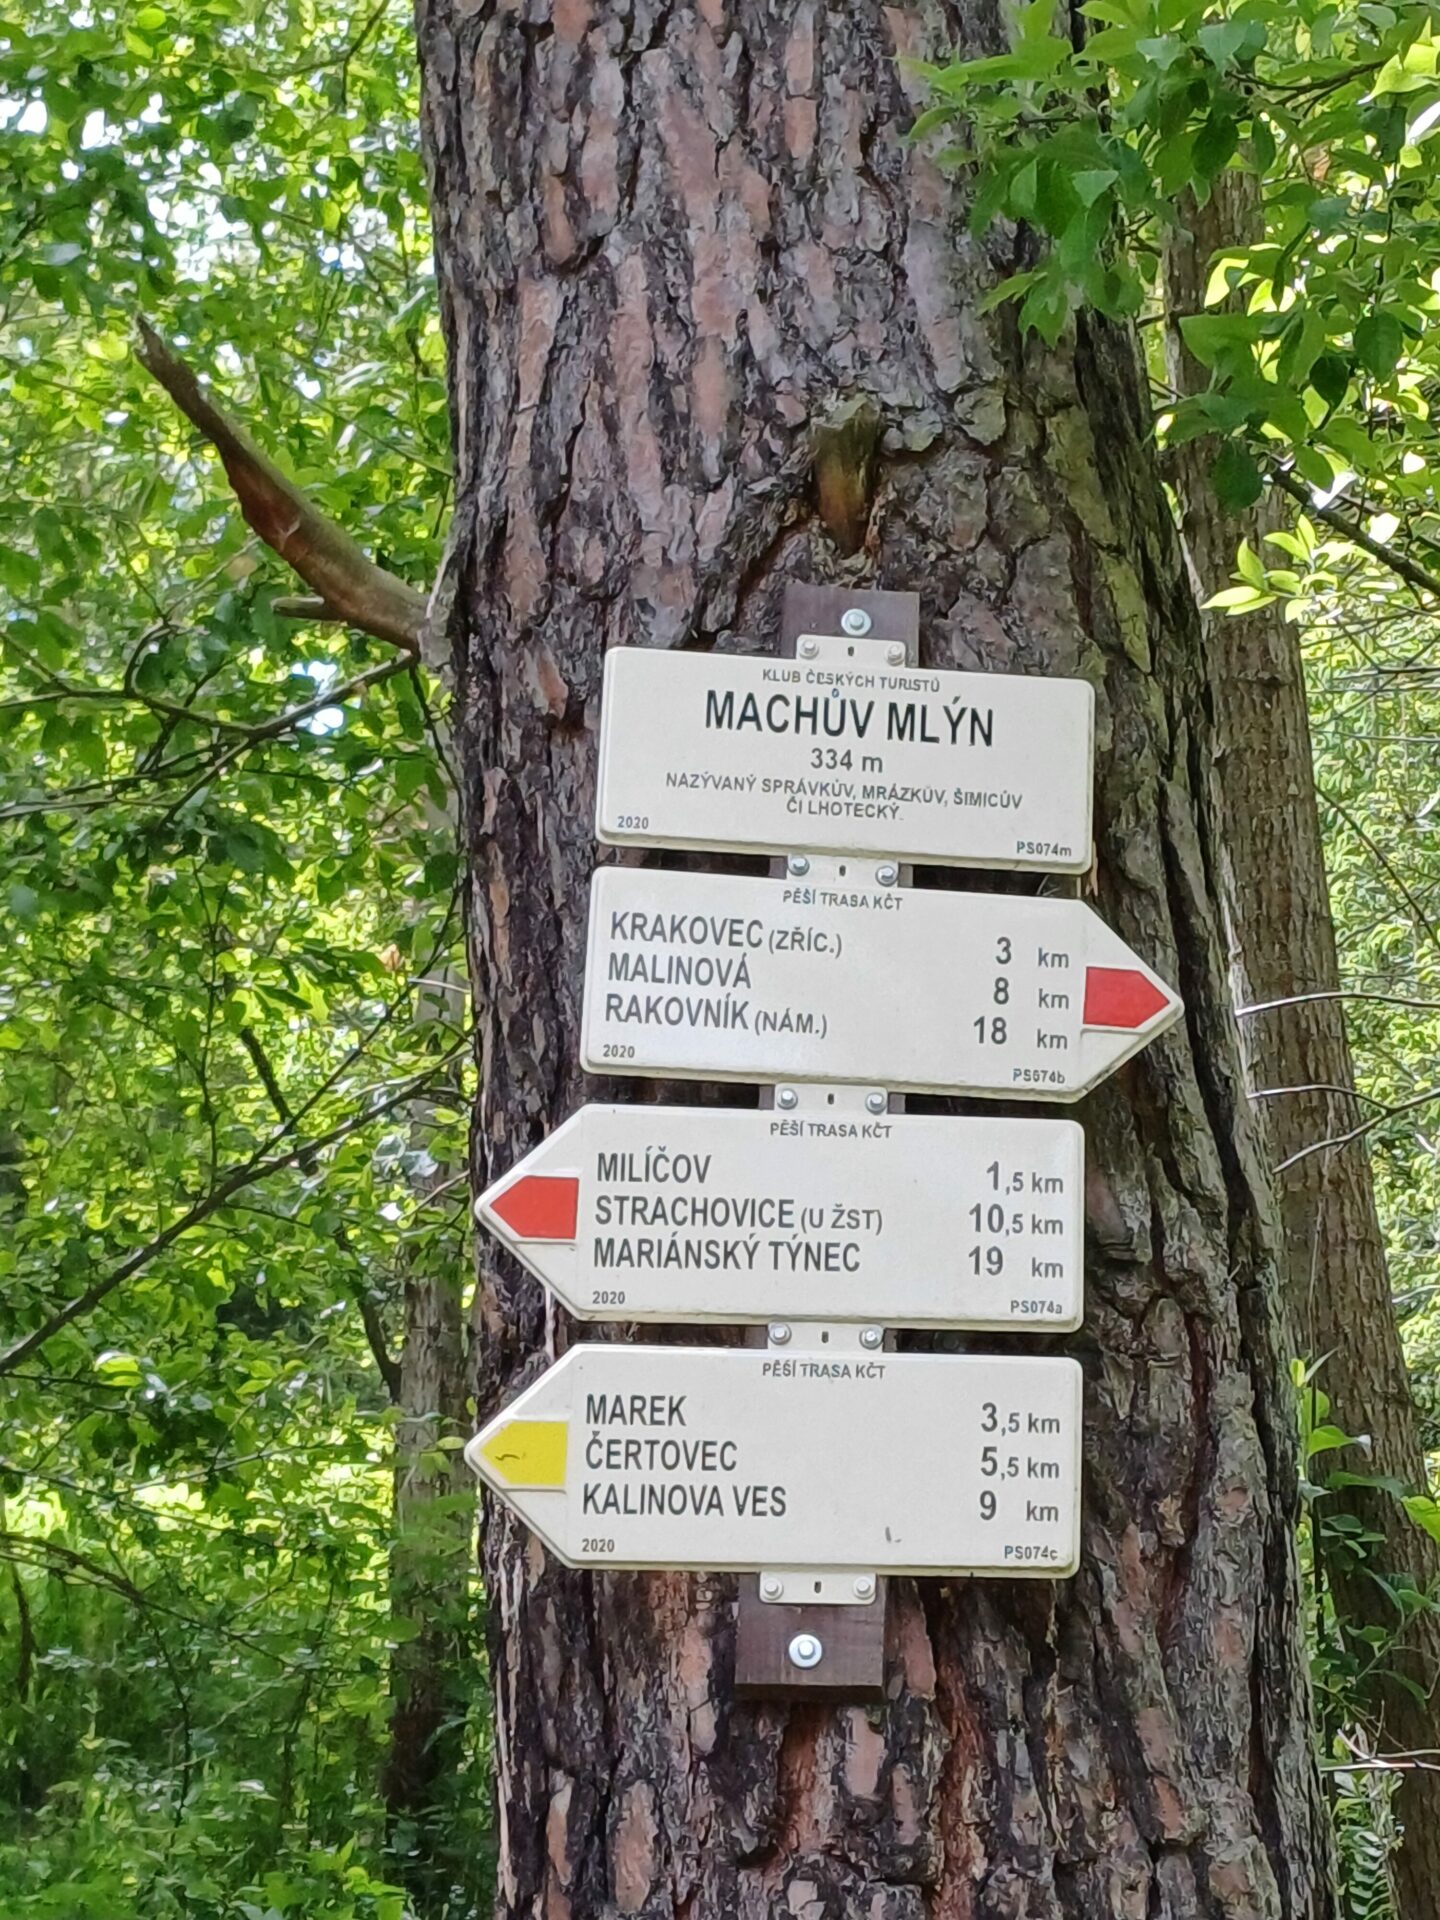 KLUB ČESKÝCH TURISTŮ
MACHŮV MLÝN
334 m
NAZÝVANÝ SPRÁVKŮV, MRÁZKŮV, ŠIMICŮV
ČI LHOTECKÝ.
2020 PS074m
PĚŠÍ TRASA KČT
KRAKOVEC (ZŘÍC.) 3 km
MALINOVÁ 8 km
RAKOVNÍK (NÁM.) 18 km
2020 PS074b
PĚŠÍ TRASA KČT
MILÍČOV 1,5 km
STRACHOVICE (U ŽST) 10,5 km
MARIÁNSKÝ TÝNEC 19 km
2020 PS074a
PĚŠÍ TRASA KČT
MAREK 3,5 km
ČERTOVEC 5,5 km
KALINOVA VES 9 km
2020 PS074c